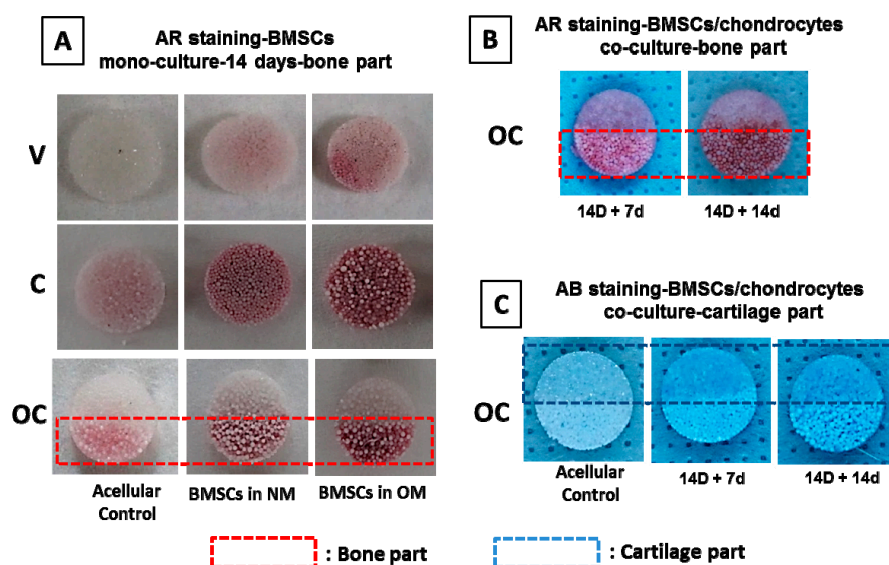 A
AR staining-BMSCs
mono-culture-14 days-bone part
V
C
OC
Acellular
Control
BMSCs in NM
BMSCs in OM
B
AR staining-BMSCs/chondrocytes
co-culture-bone part
OC
14D + 7d
14D + 14d
C
AB staining-BMSCs/chondrocytes
co-culture-cartilage part
OC
Acellular
Control
14D + 7d
14D + 14d
: Bone part
: Cartilage part